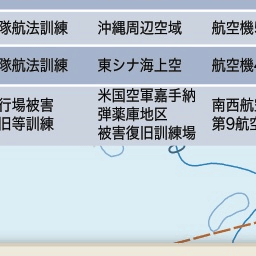 隊航法訓練 沖縄周辺空域 航空機5
隊航法訓練 東シナ海上空 航空機4
行場被害 米国空軍嘉手納 南西航空
旧等訓練 弾薬庫地区 第9航空
被害復旧訓練場